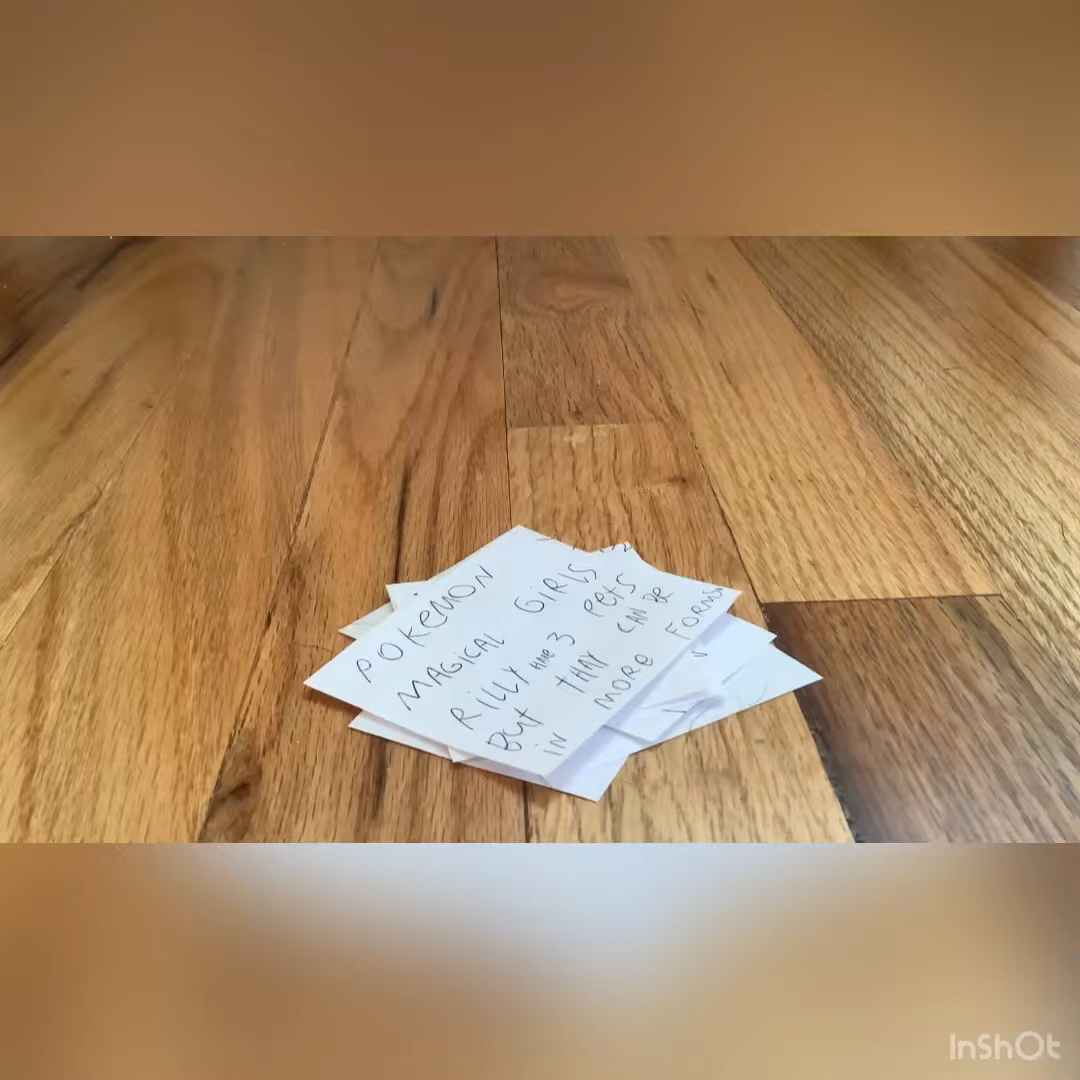 POKEMON
MAGICAL GIRLS
RILLY HAVE 3 PETS
BUT THAY CAN BE
IN MORE FORMS
InShOt